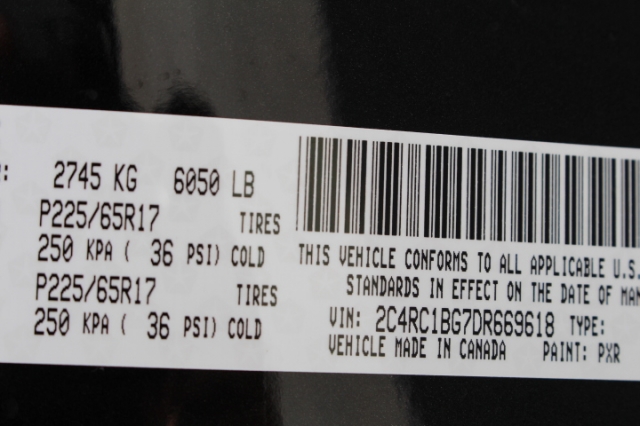 : 2745 KG 6050 LB
P225/65R17 TIRES
250 KPA ( 36 PSI) COLD
P225/65R17 TIRES
250 KPA ( 36 PSI) COLD
THIS VEHICLE CONFORMS TO ALL APPLICABLE U.S.
STANDARDS IN EFFECT ON THE DATE OF MAN
VIN: 2C4RC1BG7DR669618 TYPE:
VEHICLE MADE IN CANADA PAINT: PXR